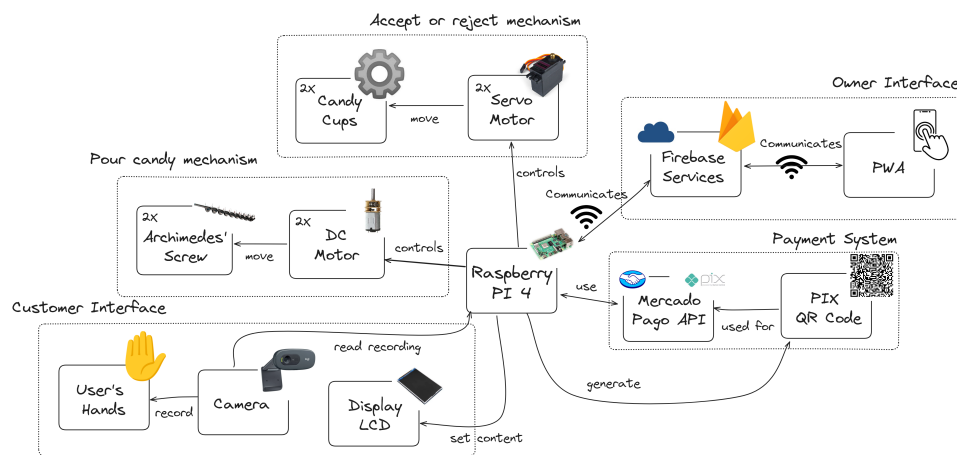 Accept or reject mechanism
2x
Candy
Cups
move
2x
Servo
Motor
controls
Owner Interface
Firebase
Services
Communicates
PWA
Pour candy mechanism
2x
Archimedes'
Screw
move
2x
DC
Motor
controls
Communicates
Raspberry
PI 4
Payment System
use
pix
Mercado
Pago API
used for
PIX
QR Code
generate
Customer Interface
read recording
User's
Hands
record
Camera
Display
LCD
set content